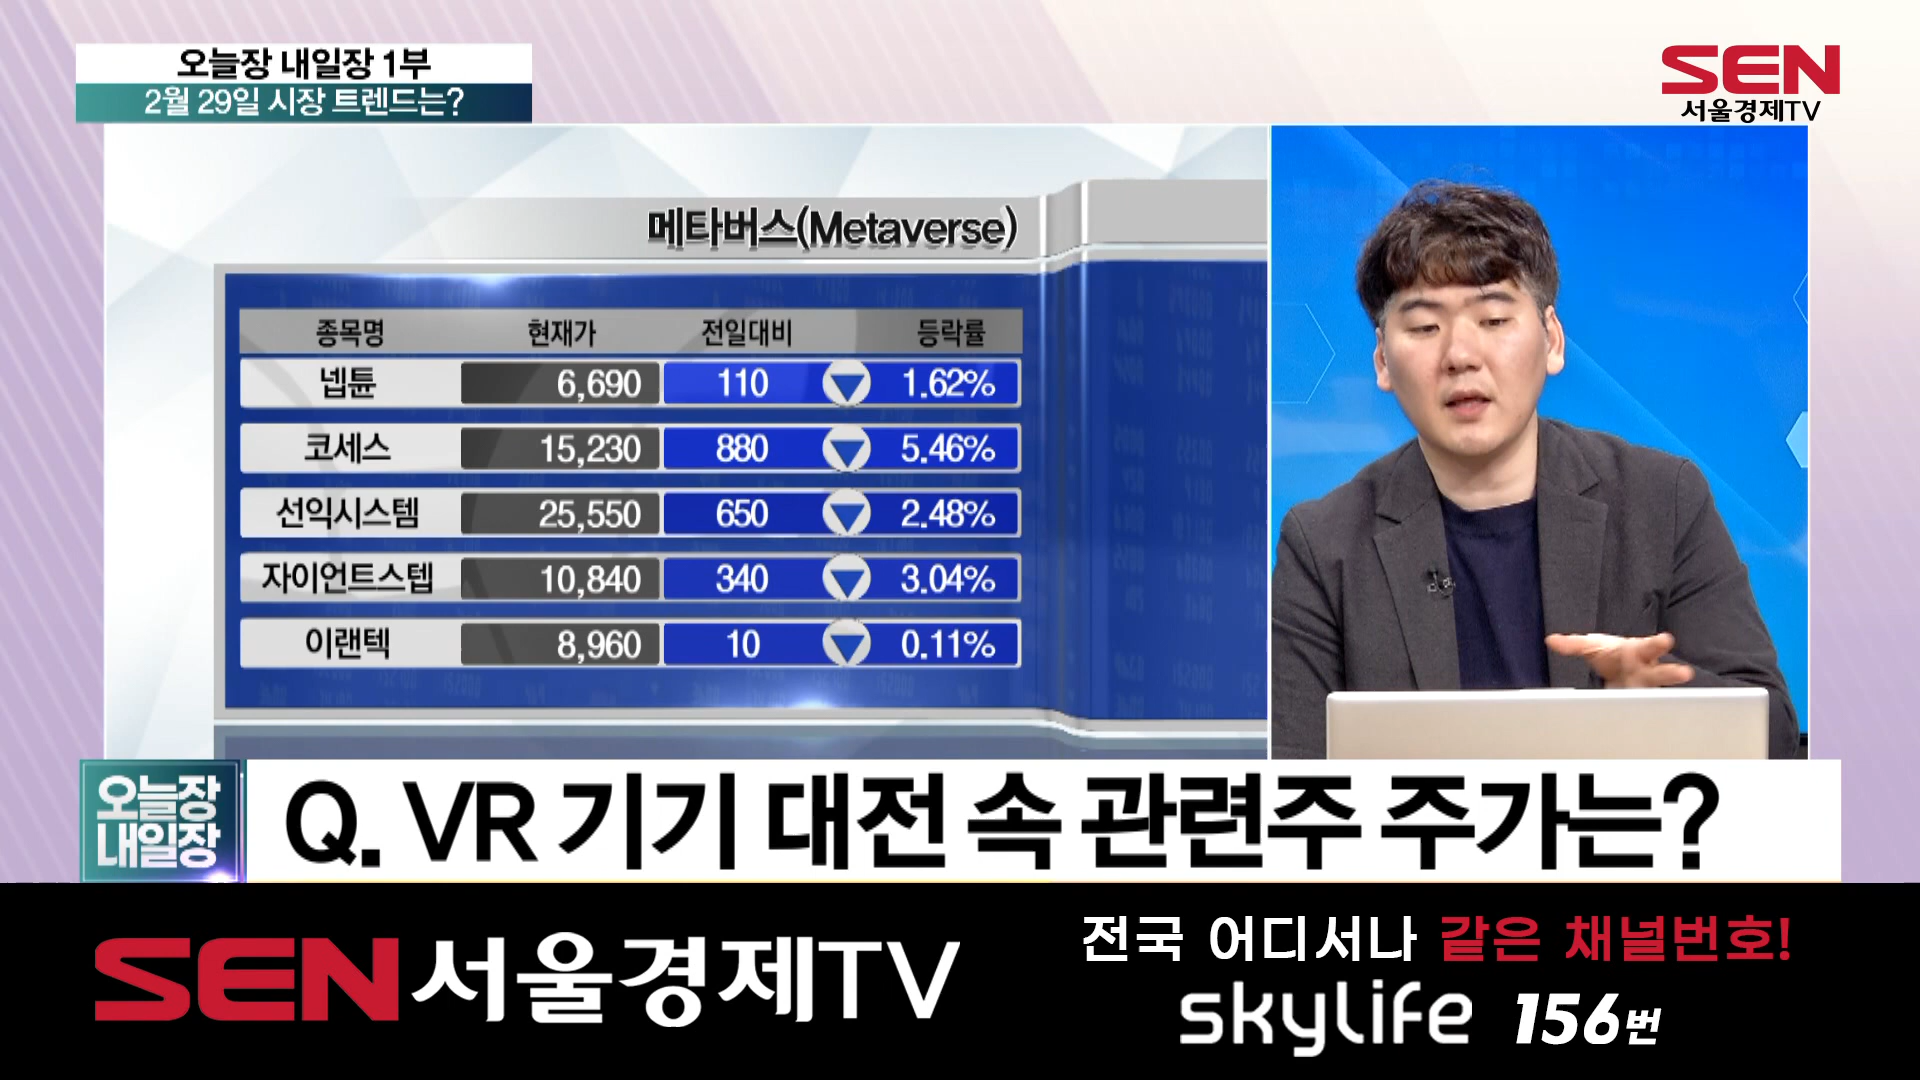 오늘장 내일장 1부
2월 29일 시장 트렌드는?
SEN
서울경제TV
메타버스(Metaverse)
종목명 현재가 전일대비 등락률
넵튠 6,690 110 ▼ 1.62%
코세스 15,230 880 ▼ 5.46%
선익시스템 25,550 650 ▼ 2.48%
자이언트스텝 10,840 340 ▼ 3.04%
이랜텍 8,960 10 ▼ 0.11%
오늘장
내일장
Q. VR 기기 대전 속 관련주 주가는?
SEN 서울경제TV
전국 어디서나 같은 채널번호!
skylife 156번